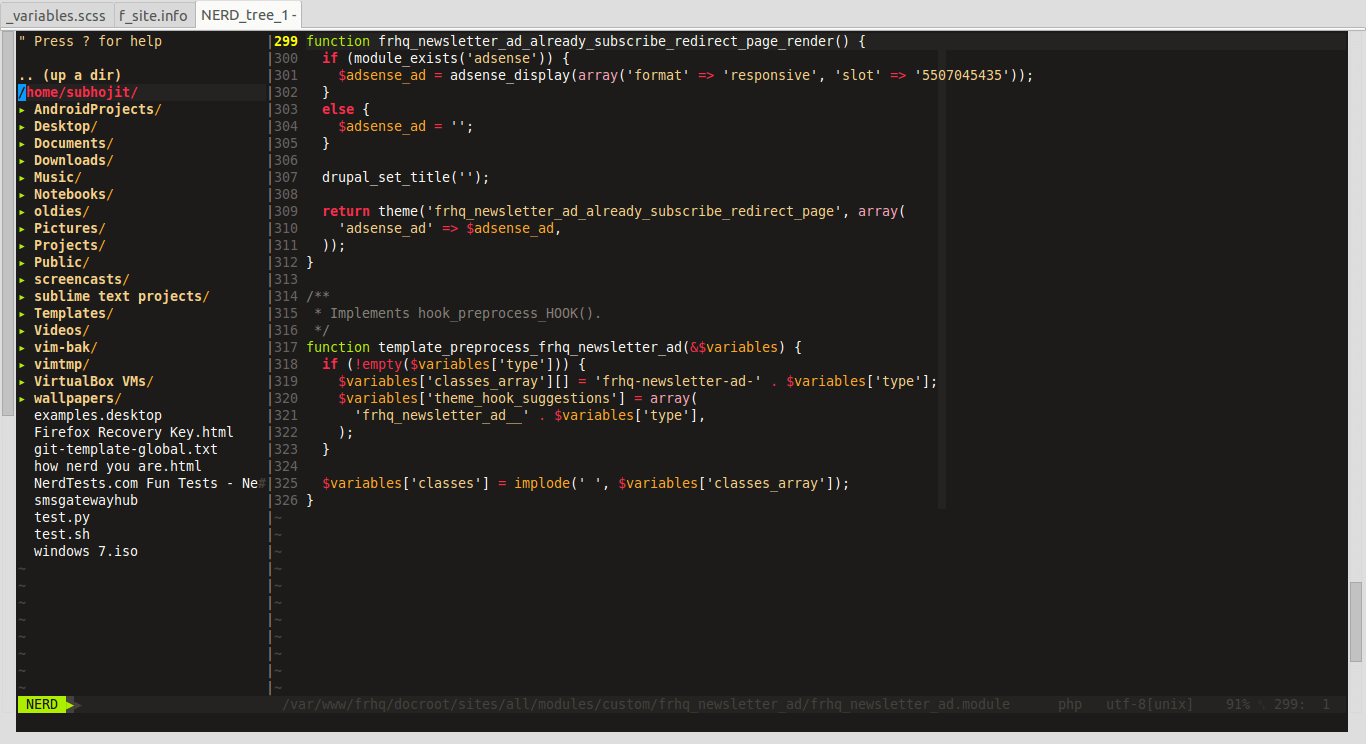 _variables.scss f_site.info NERD_tree_1 -
" Press ? for help
.. (up a dir)
/home/subhojit/
▸ AndroidProjects/
▸ Desktop/
▸ Documents/
▸ Downloads/
▸ Music/
▸ Notebooks/
▸ oldies/
▸ Pictures/
▸ Projects/
▸ Public/
▸ screencasts/
▸ sublime text projects/
▸ Templates/
▸ Videos/
▸ vim-bak/
▸ vimtmp/
▸ VirtualBox VMs/
▸ wallpapers/
examples.desktop
Firefox Recovery Key.html
git-template-global.txt
how nerd you are.html
NerdTests.com Fun Tests - Ne#
smsgatewayhub
test.py
test.sh
windows 7.iso
~
~
~
~
~
~
~
~
299 function frhq_newsletter_ad_already_subscribe_redirect_page_render() {
300   if (module_exists('adsense')) {
301     $adsense_ad = adsense_display(array('format' => 'responsive', 'slot' => '5507045435'));
302   }
303   else {
304     $adsense_ad = '';
305   }
306
307   drupal_set_title('');
308
309   return theme('frhq_newsletter_ad_already_subscribe_redirect_page', array(
310     'adsense_ad' => $adsense_ad,
311   ));
312 }
313
314 /**
315  * Implements hook_preprocess_HOOK().
316  */
317 function template_preprocess_frhq_newsletter_ad(&$variables) {
318   if (!empty($variables['type'])) {
319     $variables['classes_array'][] = 'frhq-newsletter-ad-' . $variables['type'];
320     $variables['theme_hook_suggestions'] = array(
321       'frhq_newsletter_ad__' . $variables['type'],
322     );
323   }
324
325   $variables['classes'] = implode(' ', $variables['classes_array']);
326 }
~
~
~
~
~
~
~
~
~
~
~
NERD /var/www/frhq/docroot/sites/all/modules/custom/frhq_newsletter_ad/frhq_newsletter_ad.module php utf-8[unix] 91% 299: 1